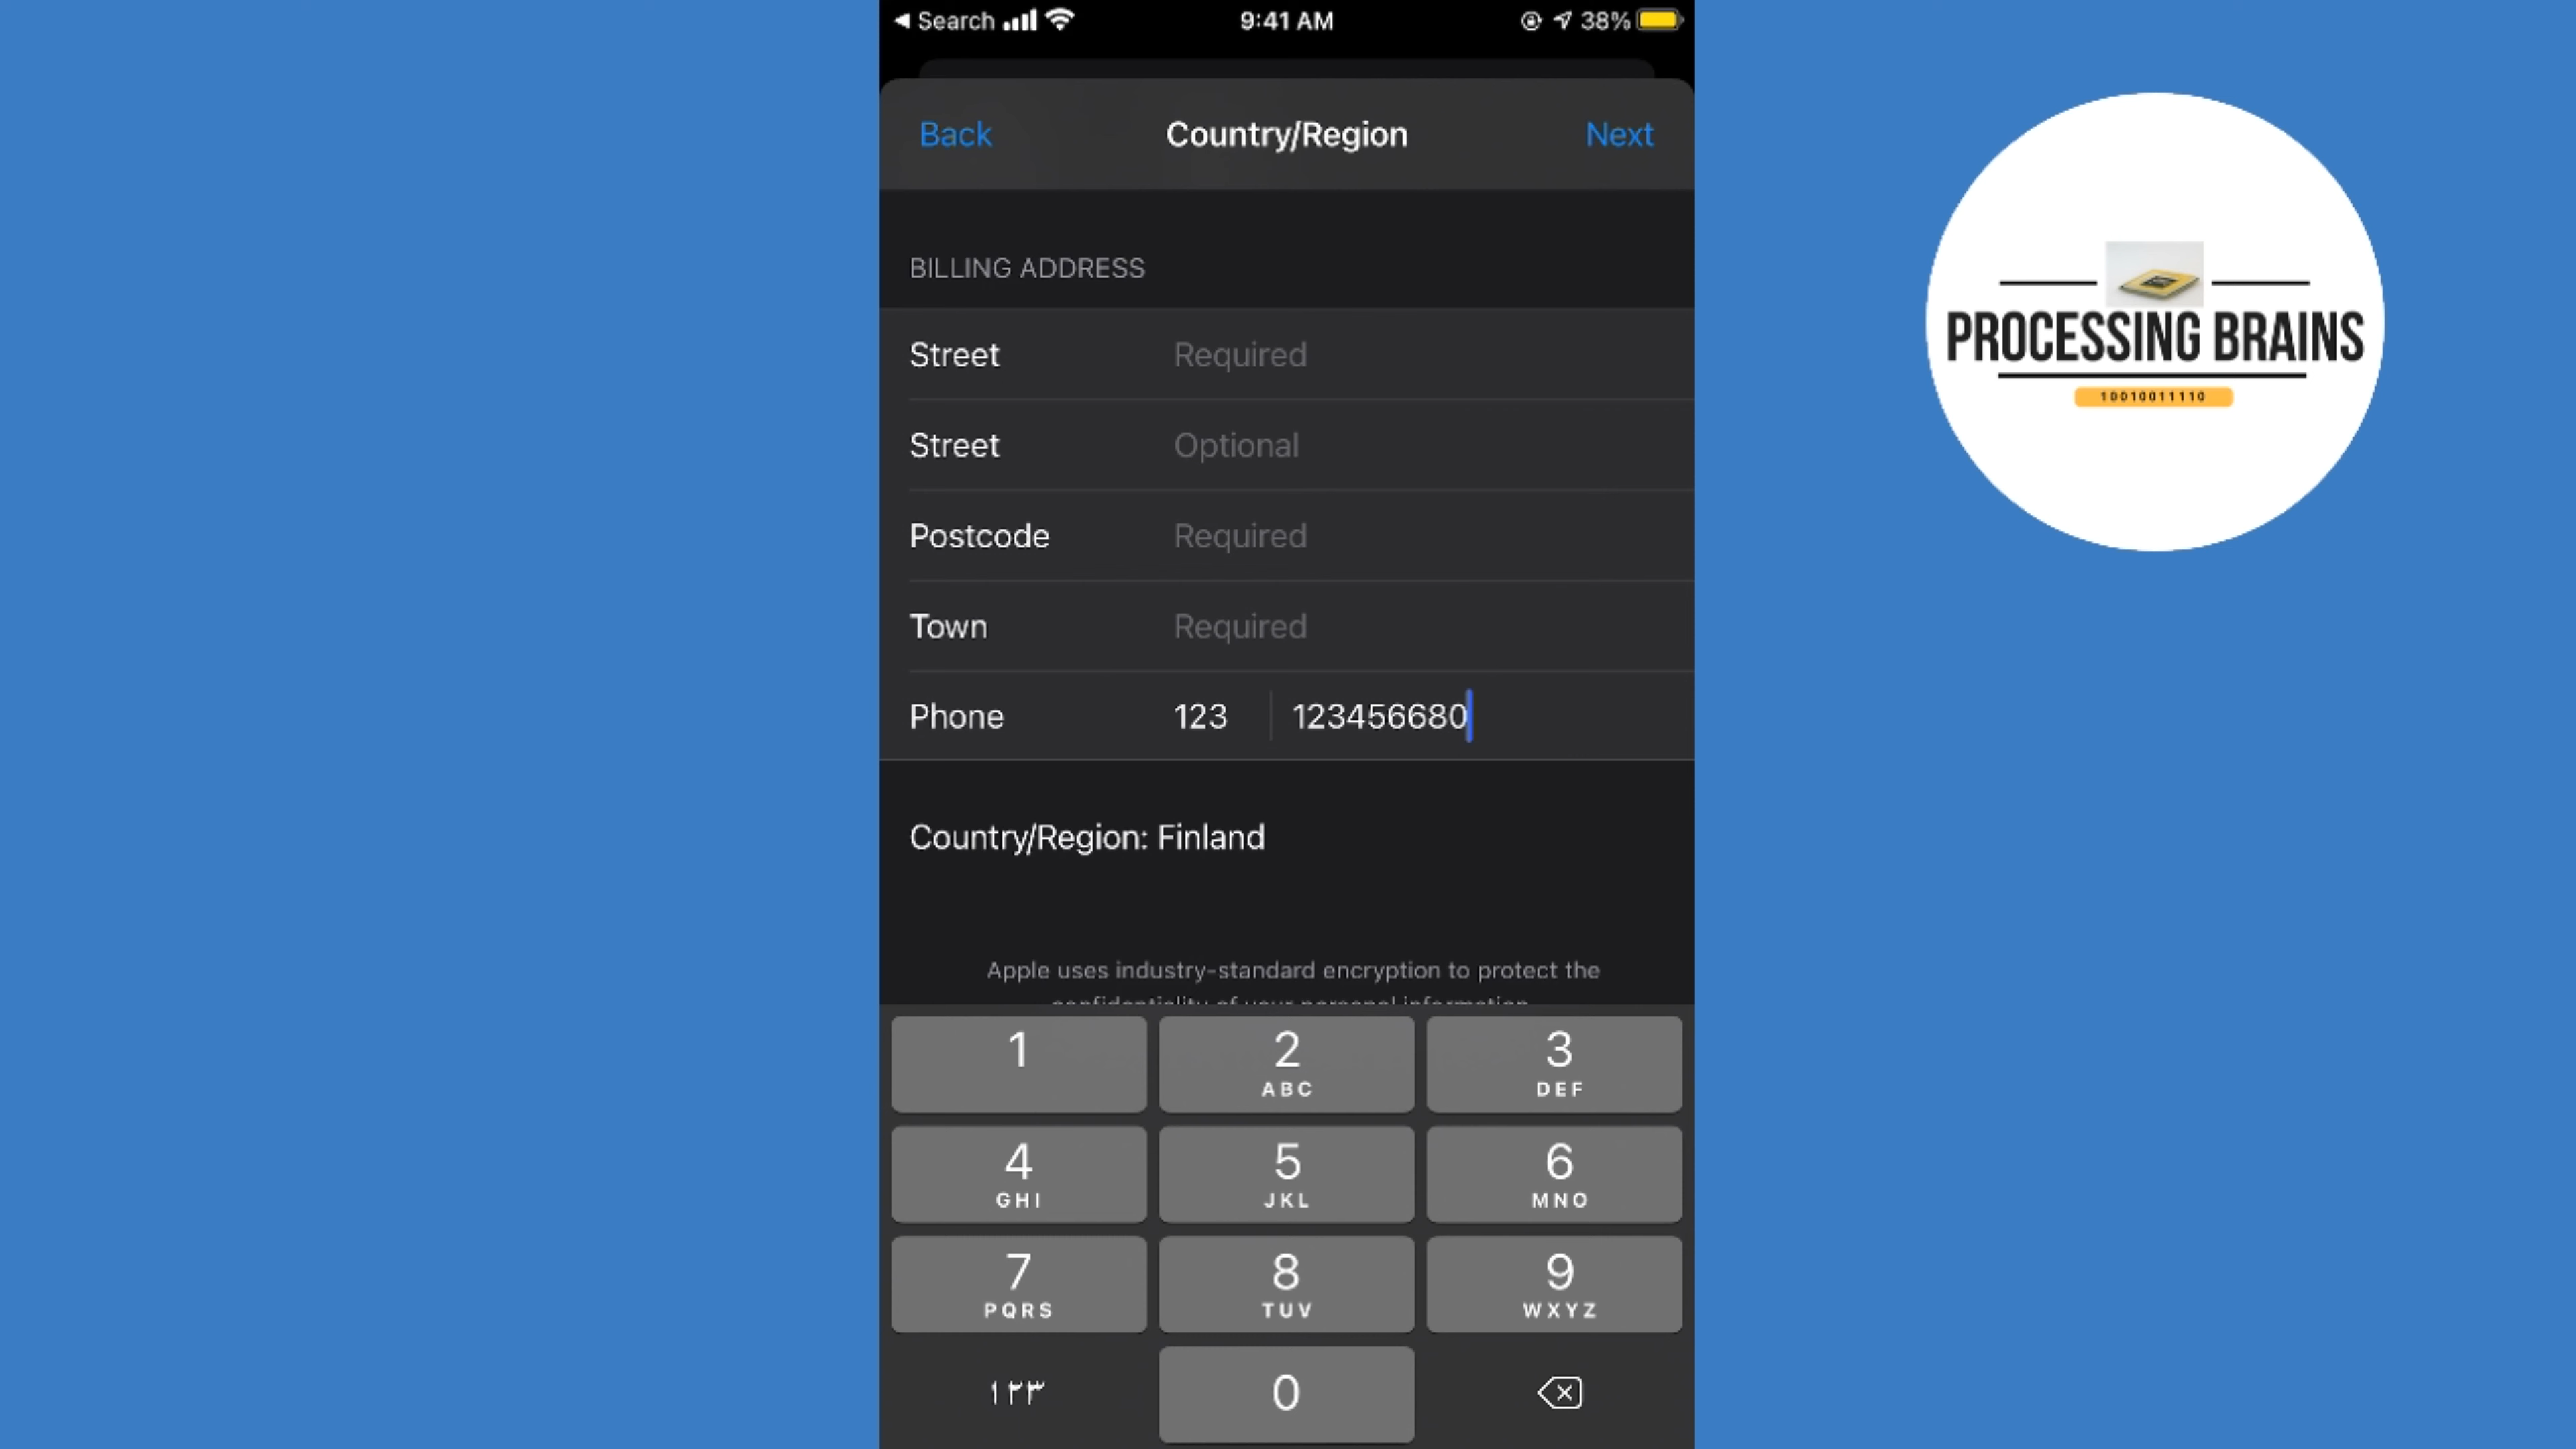 ◀ Search 9:41 AM 38%
Back Country/Region Next
BILLING ADDRESS
Street Required
Street Optional
Postcode Required
Town Required
Phone 123 123456680
Country/Region: Finland
Apple uses industry-standard encryption to protect the
confidentiality of your personal information.
1
2 ABC
3 DEF
4 GHI
5 JKL
6 MNO
7 PQRS
8 TUV
9 WXYZ
١٢٣
0
PROCESSING BRAINS
10010011110